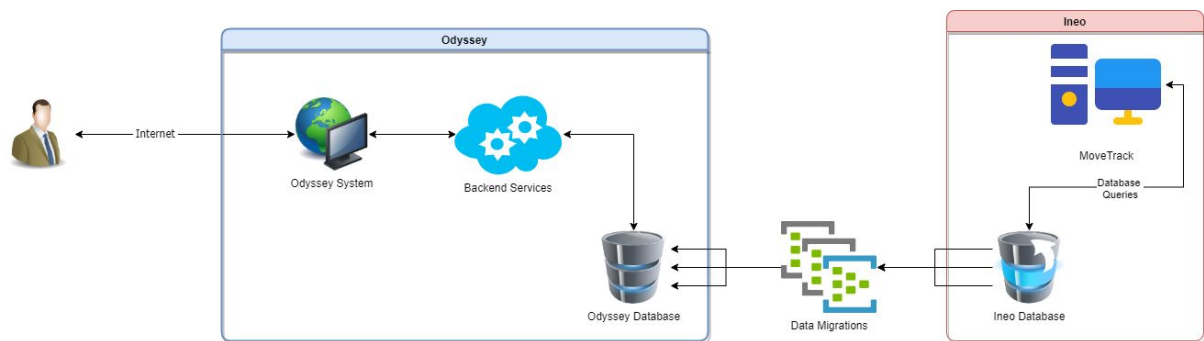 Odyssey
Ineo
Internet
Odyssey System
Backend Services
MoveTrack
Database
Queries
Odyssey Database
Data Migrations
Ineo Database